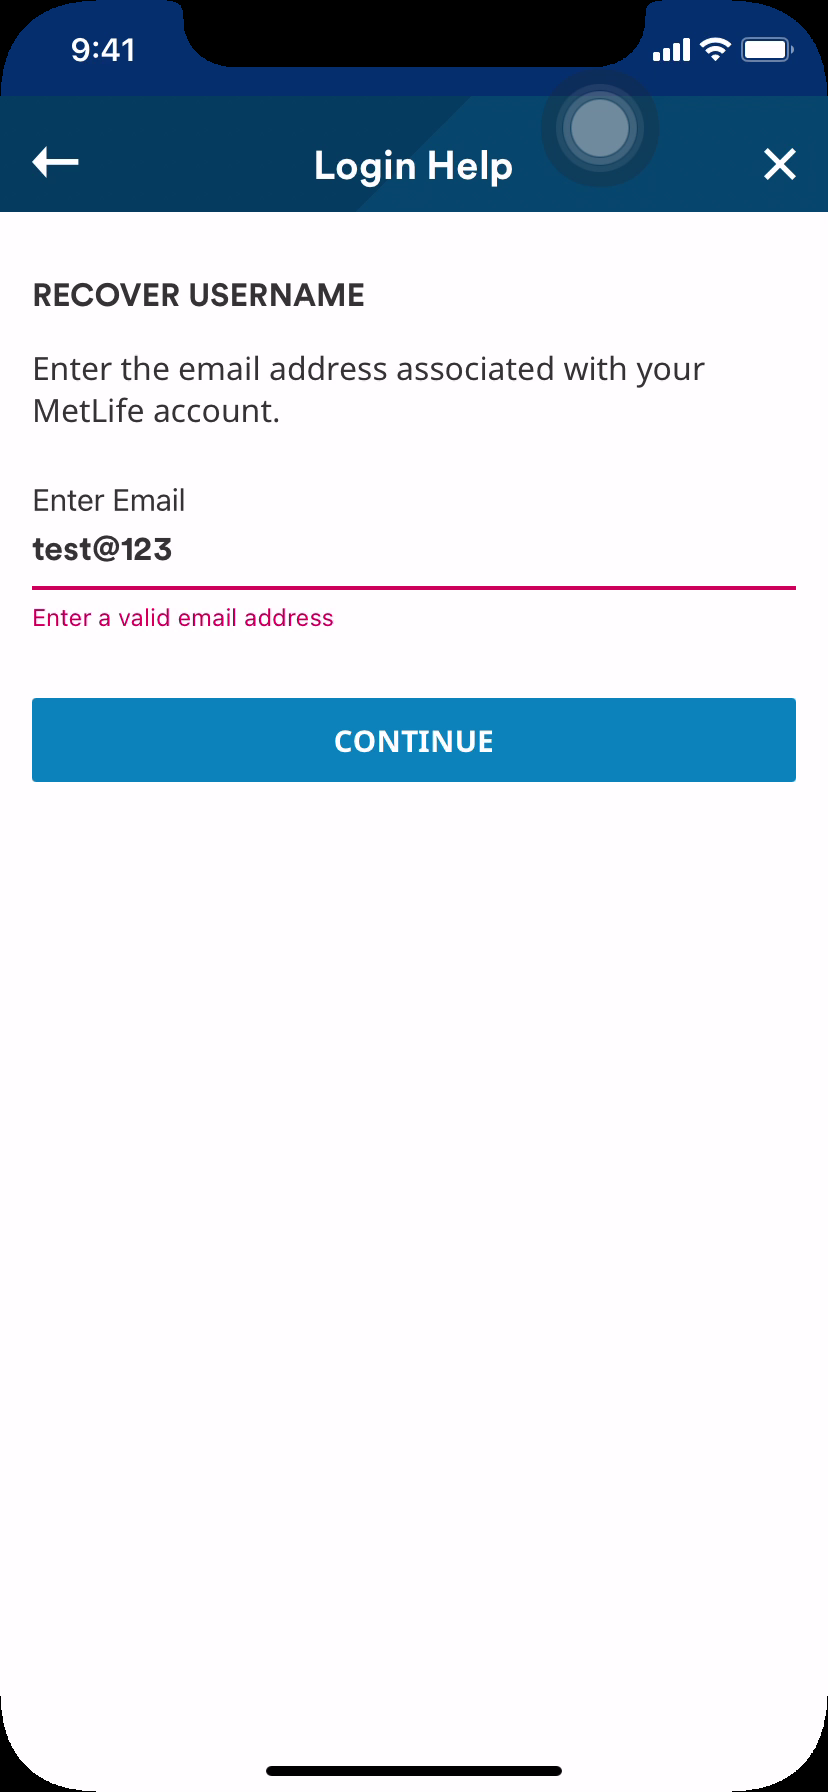 9:41
Login Help
RECOVER USERNAME
Enter the email address associated with your
MetLife account.
Enter Email
test@123
Enter a valid email address
CONTINUE